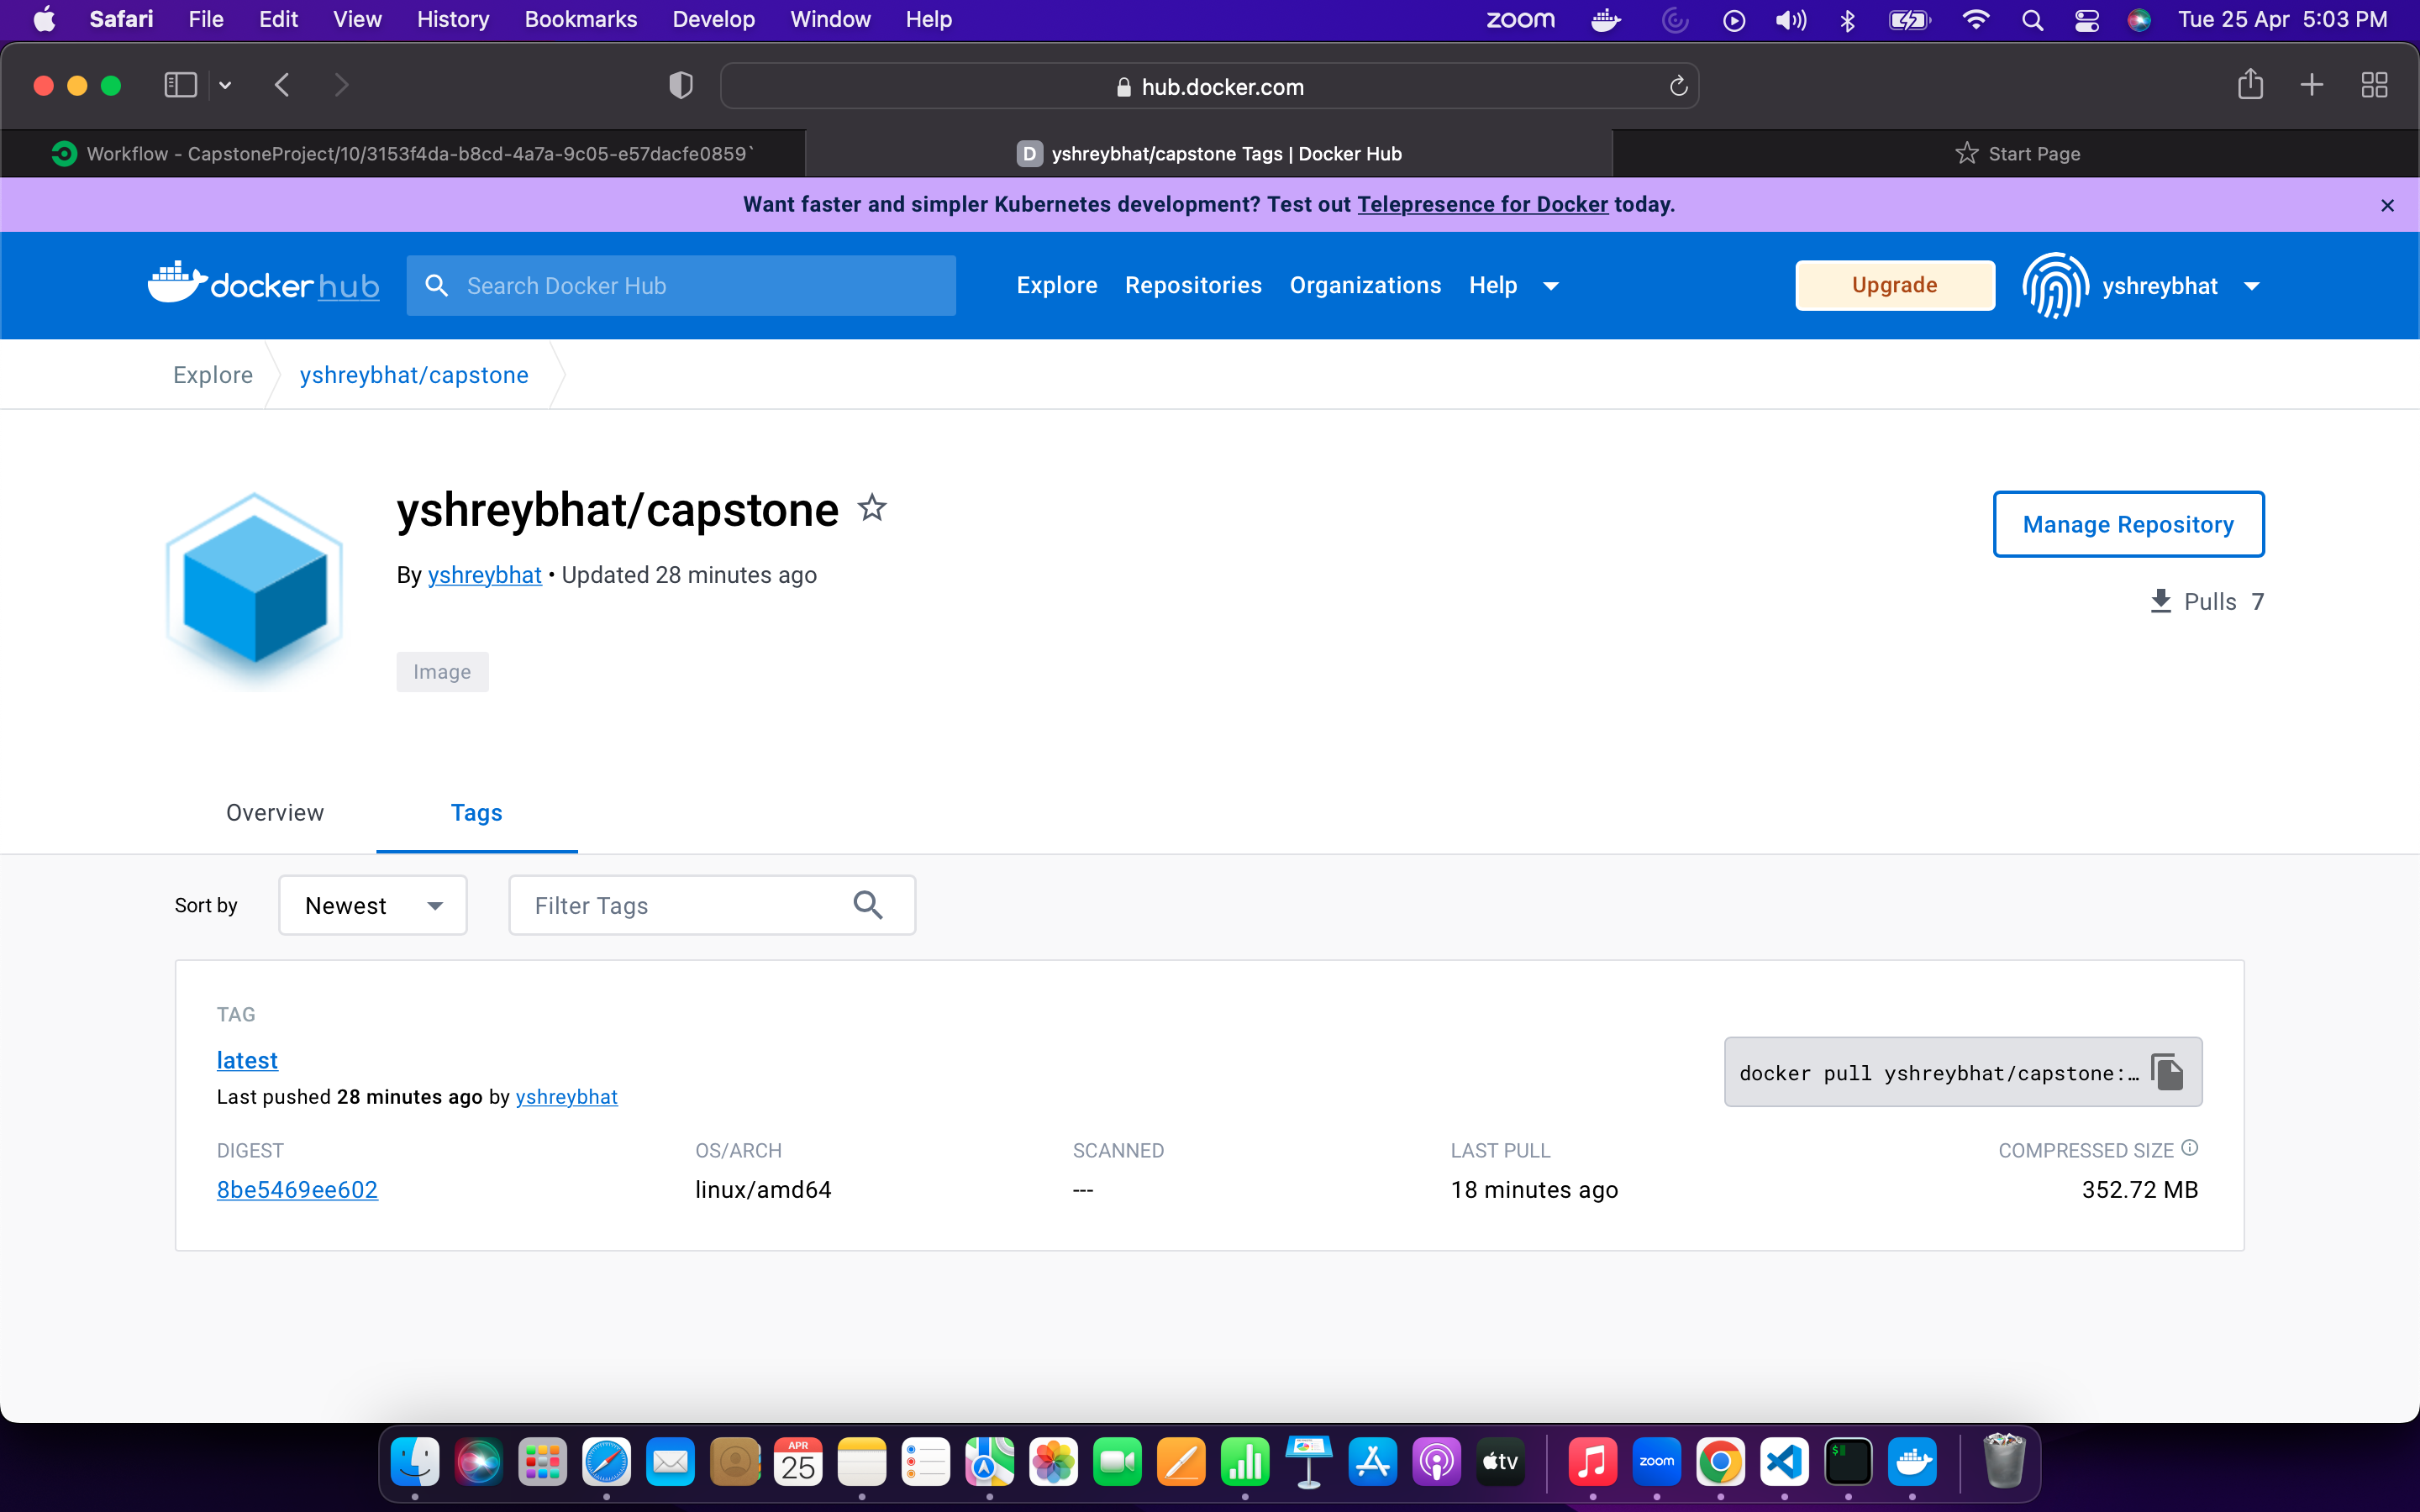 Safari File Edit View History Bookmarks Develop Window Help zoom Tue 25 Apr 5:03 PM
hub.docker.com
Workflow - CapstoneProject/10/3153f4da-b8cd-4a7a-9c05-e57dacfe0859`
D yshreybhat/capstone Tags | Docker Hub
Start Page
Want faster and simpler Kubernetes development? Test out Telepresence for Docker today.
dockerhub Search Docker Hub Explore Repositories Organizations Help Upgrade yshreybhat
Explore yshreybhat/capstone
yshreybhat/capstone
Manage Repository
By yshreybhat • Updated 28 minutes ago
Pulls 7
Image
Overview Tags
Sort by Newest Filter Tags
TAG
latest
docker pull yshreybhat/capstone:…
Last pushed 28 minutes ago by yshreybhat
DIGEST OS/ARCH SCANNED LAST PULL COMPRESSED SIZE
8be5469ee602 linux/amd64 --- 18 minutes ago 352.72 MB
APR
25
tv
zoom
$